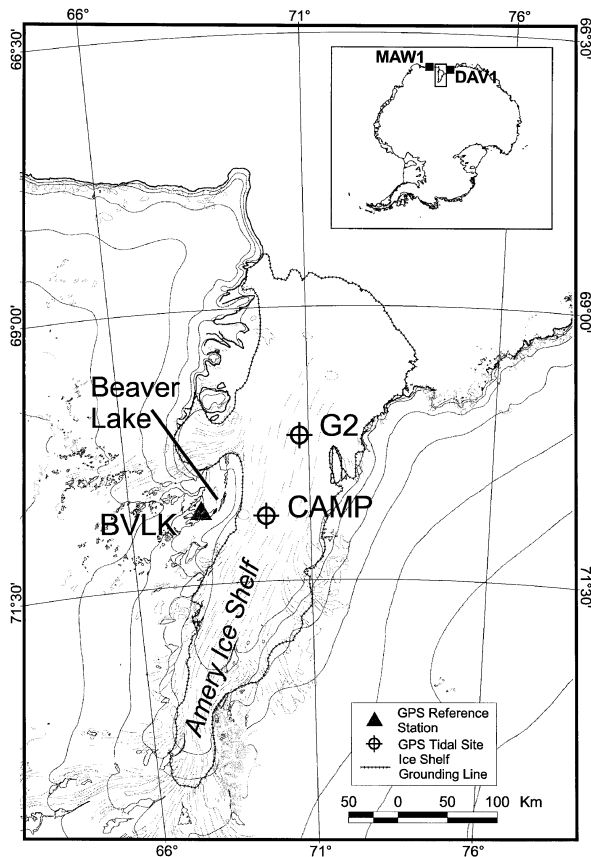 66°
71°
76°
66°30'
66°30'
MAW1
DAV1
69°00'
69°00'
Beaver
Lake
G2
CAMP
BVLK
Amery Ice Shelf
71°30'
71°30'
GPS Reference
Station
GPS Tidal Site
Ice Shelf
Grounding Line
50 0 50 100 Km
66°
71°
76°